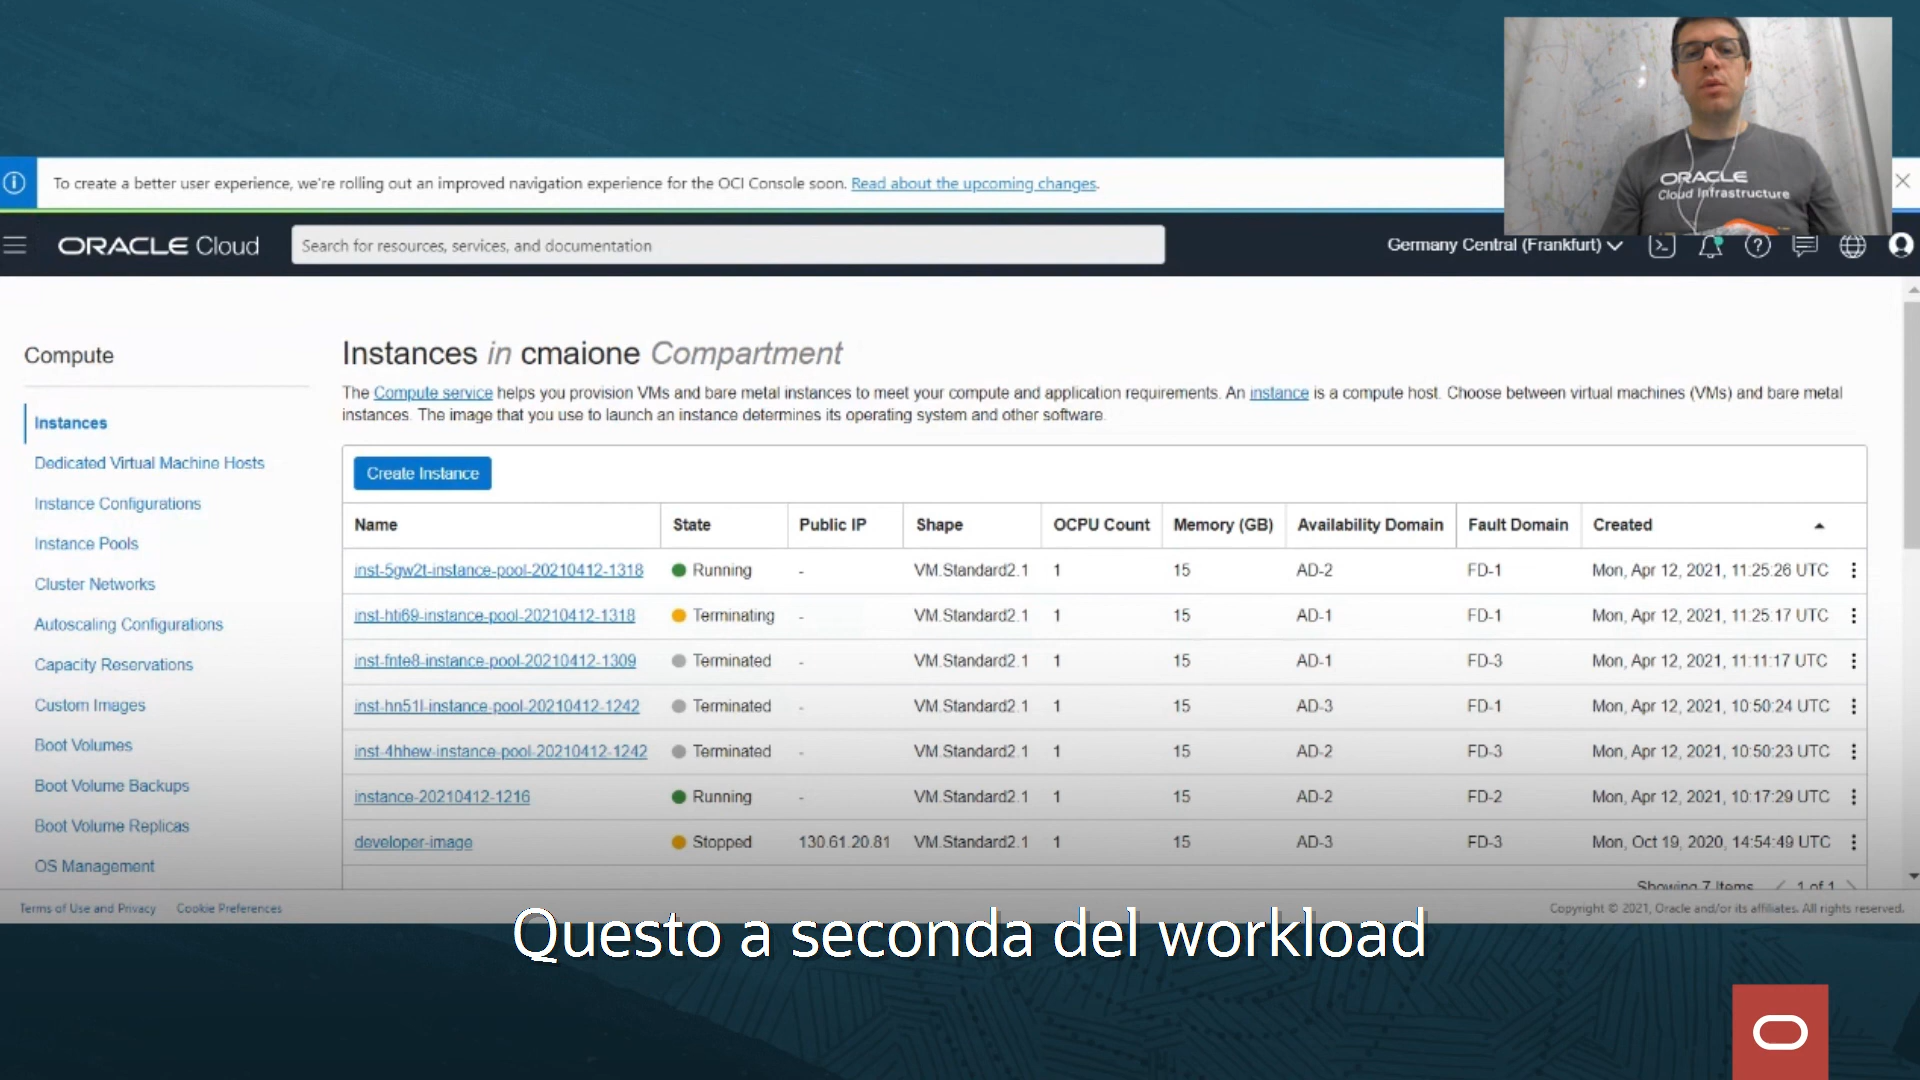 ORACLE
Cloud Infrastructure
To create a better user experience, we're rolling out an improved navigation experience for the OCI Console soon. Read about the upcoming changes.
ORACLE Cloud
Search for resources, services, and documentation
Germany Central (Frankfurt)
Compute
Instances
Dedicated Virtual Machine Hosts
Instance Configurations
Instance Pools
Cluster Networks
Autoscaling Configurations
Capacity Reservations
Custom Images
Boot Volumes
Boot Volume Backups
Boot Volume Replicas
OS Management
Instances in cmaione Compartment
The Compute service helps you provision VMs and bare metal instances to meet your compute and application requirements. An instance is a compute host. Choose between virtual machines (VMs) and bare metal
instances. The image that you use to launch an instance determines its operating system and other software.
Create Instance
Name State Public IP Shape OCPU Count Memory (GB) Availability Domain Fault Domain Created
inst-5gw2t-instance-pool-20210412-1318 Running - VM.Standard2.1 1 15 AD-2 FD-1 Mon, Apr 12, 2021, 11:25:26 UTC
inst-hti69-instance-pool-20210412-1318 Terminating - VM.Standard2.1 1 15 AD-1 FD-1 Mon, Apr 12, 2021, 11:25:17 UTC
inst-fnte8-instance-pool-20210412-1309 Terminated - VM.Standard2.1 1 15 AD-1 FD-3 Mon, Apr 12, 2021, 11:11:17 UTC
inst-hn51l-instance-pool-20210412-1242 Terminated - VM.Standard2.1 1 15 AD-3 FD-1 Mon, Apr 12, 2021, 10:50:24 UTC
inst-4hhew-instance-pool-20210412-1242 Terminated - VM.Standard2.1 1 15 AD-2 FD-3 Mon, Apr 12, 2021, 10:50:23 UTC
instance-20210412-1216 Running - VM.Standard2.1 1 15 AD-2 FD-2 Mon, Apr 12, 2021, 10:17:29 UTC
developer-image Stopped 130.61.20.81 VM.Standard2.1 1 15 AD-3 FD-3 Mon, Oct 19, 2020, 14:54:49 UTC
Showing 7 Items 1 of 1
Terms of Use and Privacy Cookie Preferences
Copyright © 2021, Oracle and/or its affiliates. All rights reserved.
Questo a seconda del workload